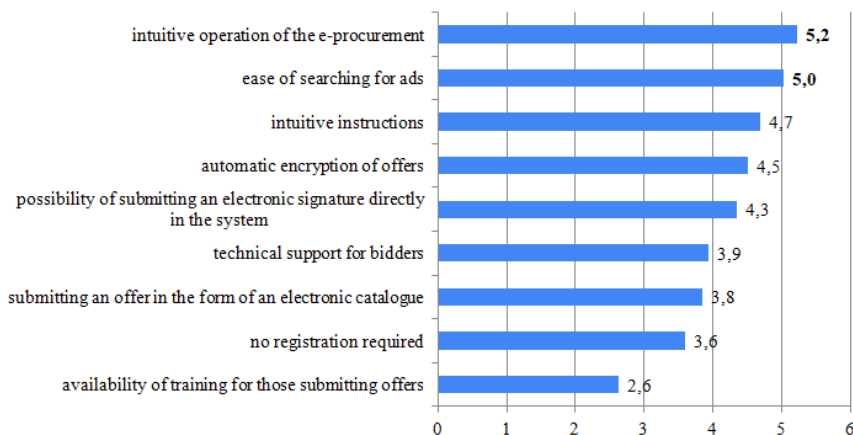 intuitive operation of the e-procurement 5,2
ease of searching for ads 5,0
intuitive instructions 4,7
automatic encryption of offers 4,5
possibility of submitting an electronic signature directly
in the system 4,3
technical support for bidders 3,9
submitting an offer in the form of an electronic catalogue 3,8
no registration required 3,6
availability of training for those submitting offers 2,6
0 1 2 3 4 5 6